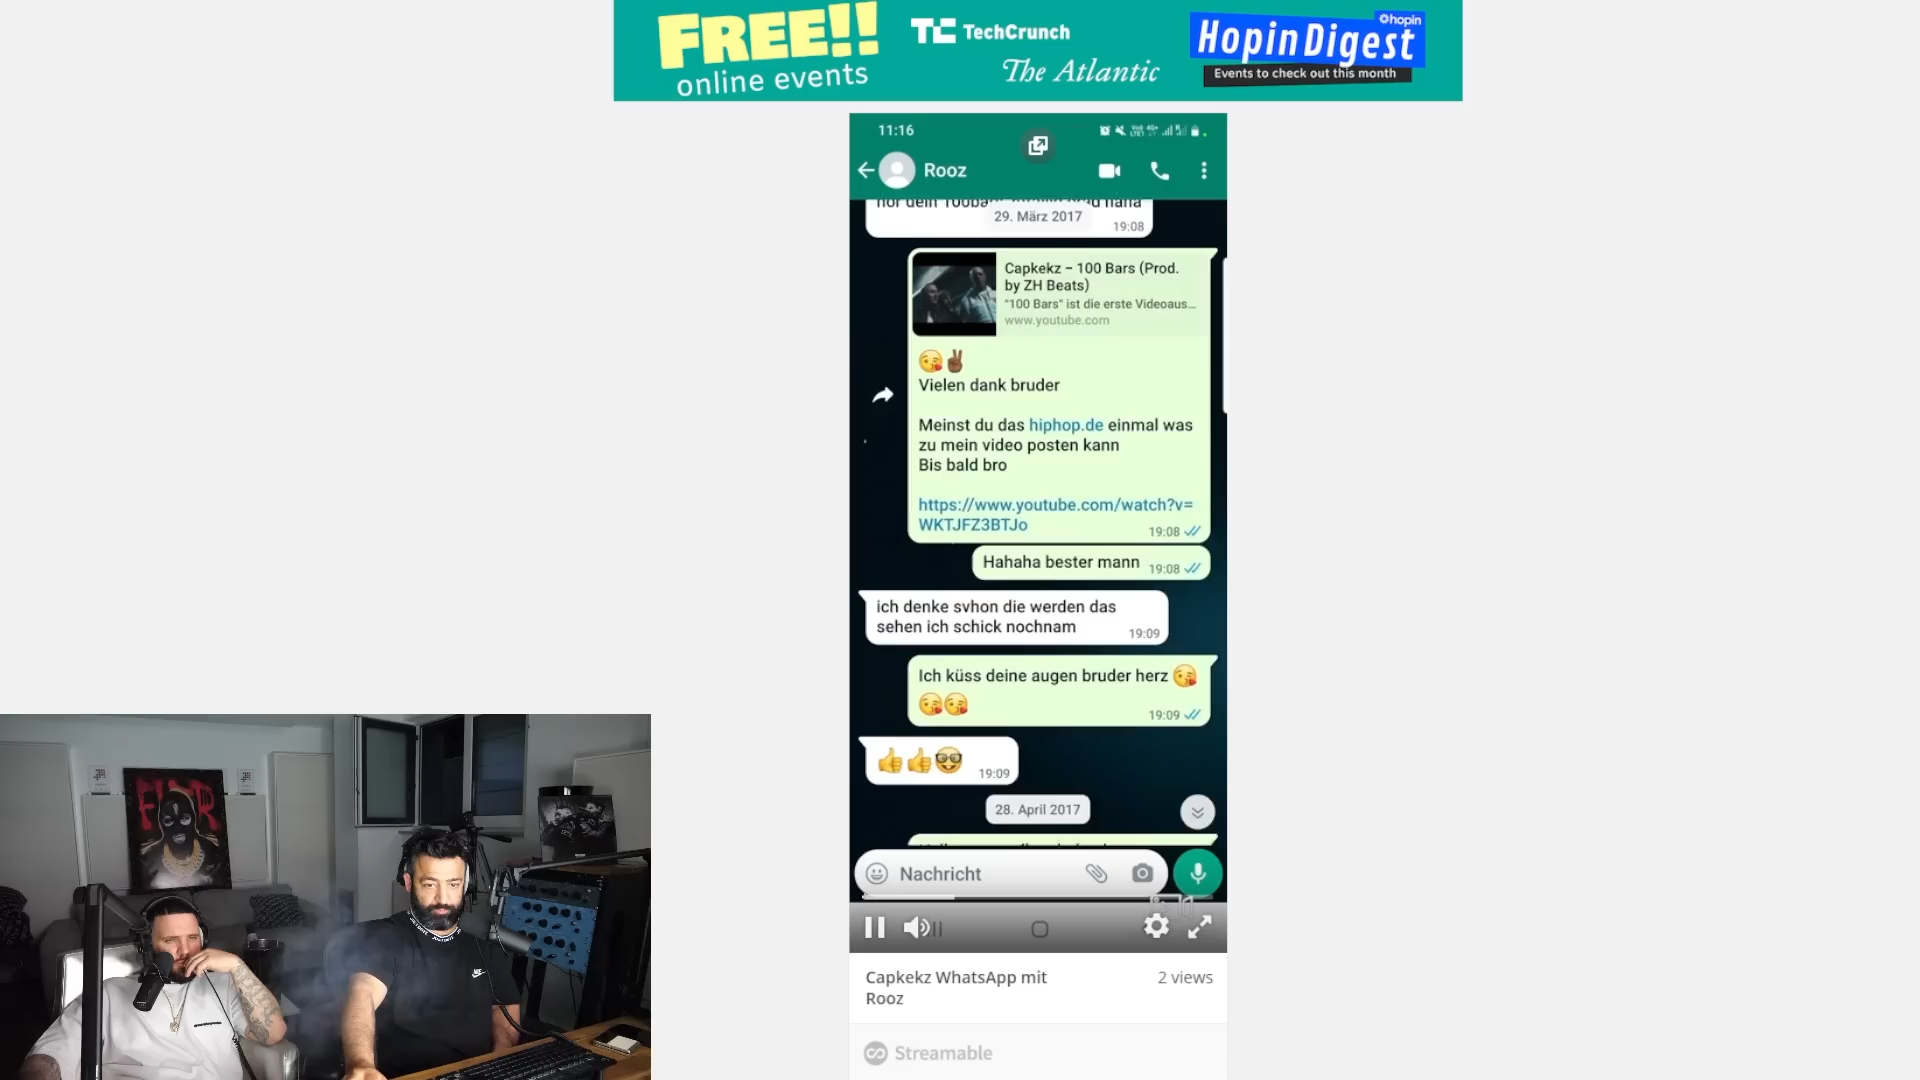 FREE!!
online events
TechCrunch
The Atlantic
hopin
HopinDigest
Events to check out this month
11:16
Rooz
29. März 2017
19:08
Capkekz – 100 Bars (Prod.
by ZH Beats)
"100 Bars" ist die erste Videoaus...
www.youtube.com
😘✌🏾
Vielen dank bruder
Meinst du das hiphop.de einmal was
zu mein video posten kann
Bis bald bro
https://www.youtube.com/watch?v=
WKTJFZ3BTJo
19:08
Hahaha bester mann 19:08
ich denke svhon die werden das
sehen ich schick nochnam
19:09
Ich küss deine augen bruder herz 😘
😘😘
19:09
👍👍🤓 19:09
28. April 2017
Nachricht
Capkekz WhatsApp mit
Rooz
2 views
Streamable